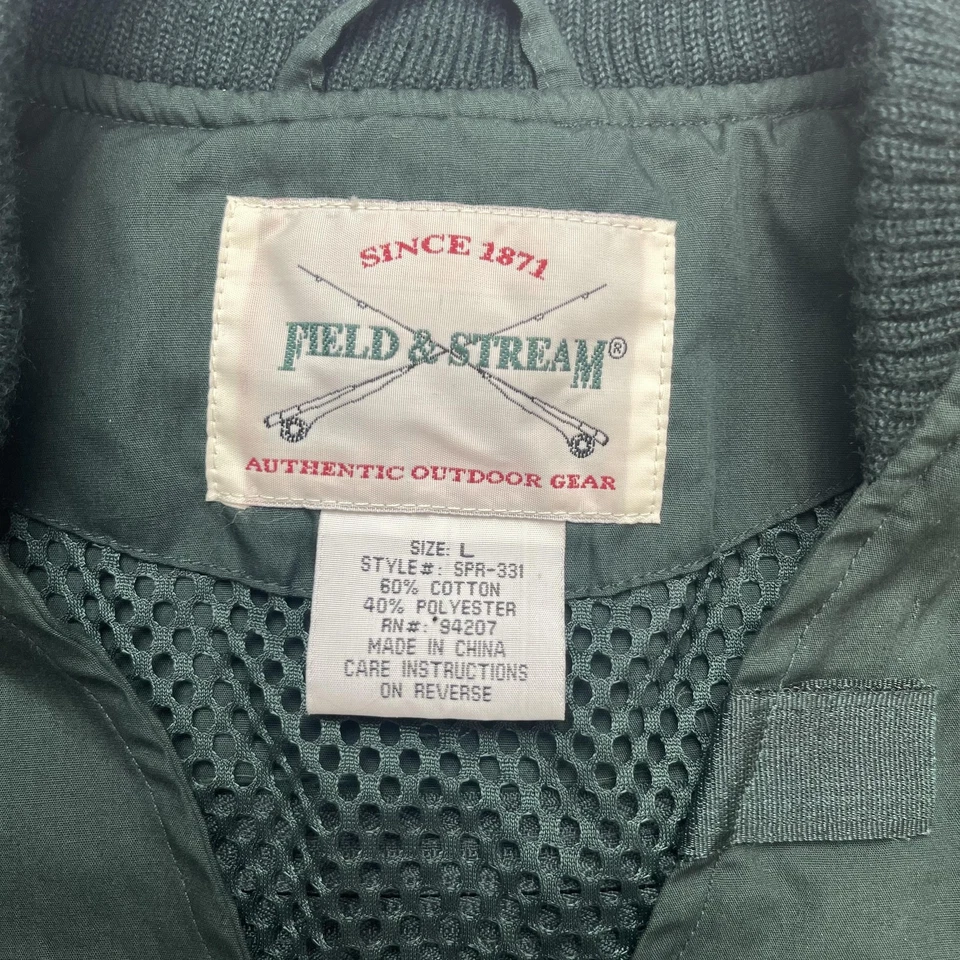 SINCE 1871
FIELD & STREAM®
AUTHENTIC OUTDOOR GEAR
SIZE: L
STYLE#: SPR-331
60% COTTON
40% POLYESTER
RN#: 94207
MADE IN CHINA
CARE INSTRUCTIONS
ON REVERSE